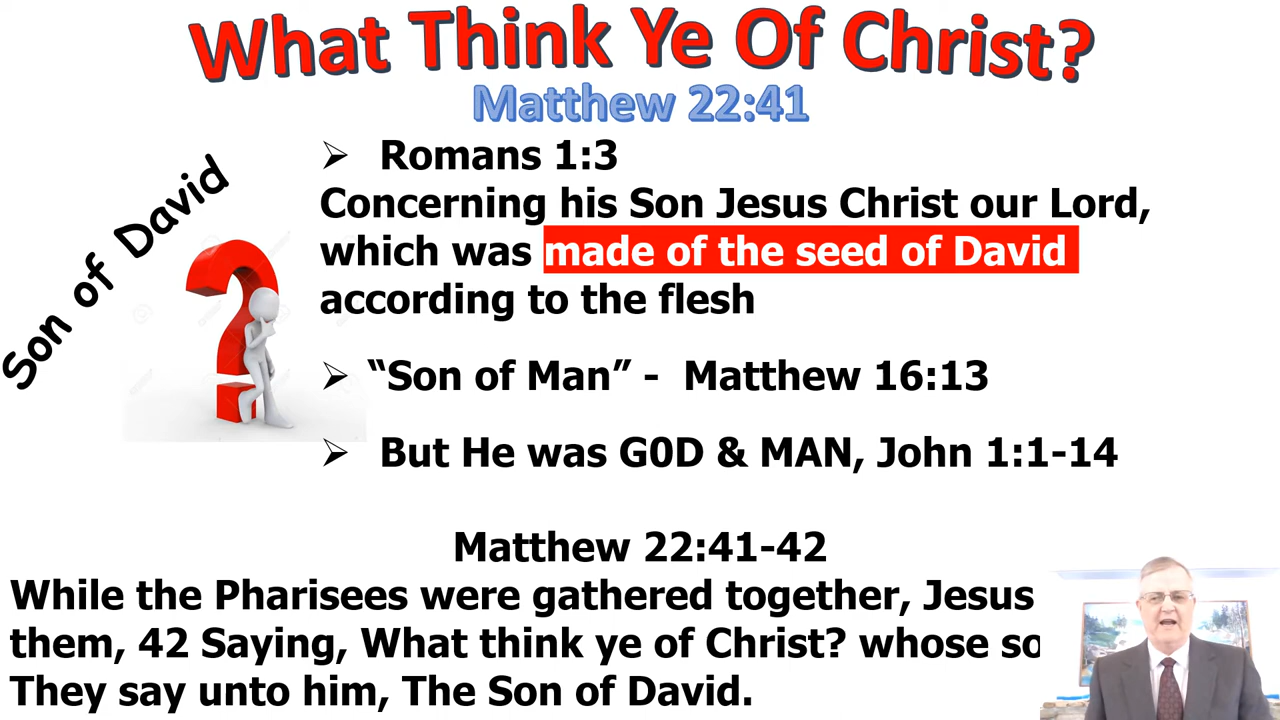 What Think Ye Of Christ?
Matthew 22:41
Son of David
➢ Romans 1:3
Concerning his Son Jesus Christ our Lord,
which was made of the seed of David
according to the flesh
➢ “Son of Man” - Matthew 16:13
➢ But He was G0D & MAN, John 1:1-14
Matthew 22:41-42
While the Pharisees were gathered together, Jesus
them, 42 Saying, What think ye of Christ? whose so
They say unto him, The Son of David.